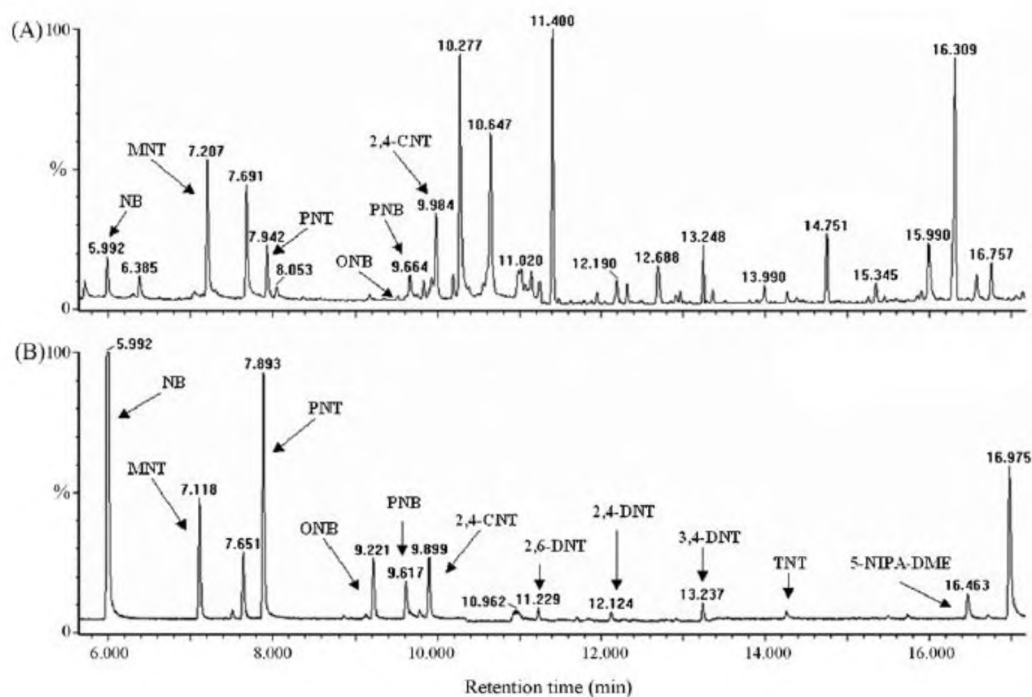 (A)
100
%
0
NB
5.992
6.385
MNT
7.207
7.691
7.942
PNT
8.053
ONB
PNB
9.664
2,4-CNT
9.984
10.277
10.647
11.020
11.400
12.190
12.688
13.248
13.990
14.751
15.345
15.990
16.309
16.757
(B)
100
%
0
5.992
NB
MNT
7.118
7.651
7.893
PNT
ONB
9.221
PNB
9.617
2,4-CNT
9.899
10.962
2,6-DNT
11.229
2,4-DNT
12.124
3,4-DNT
13.237
TNT
5-NIPA-DME
16.463
16.975
6.000 8.000 10.000 12.000 14.000 16.000
Retention time (min)